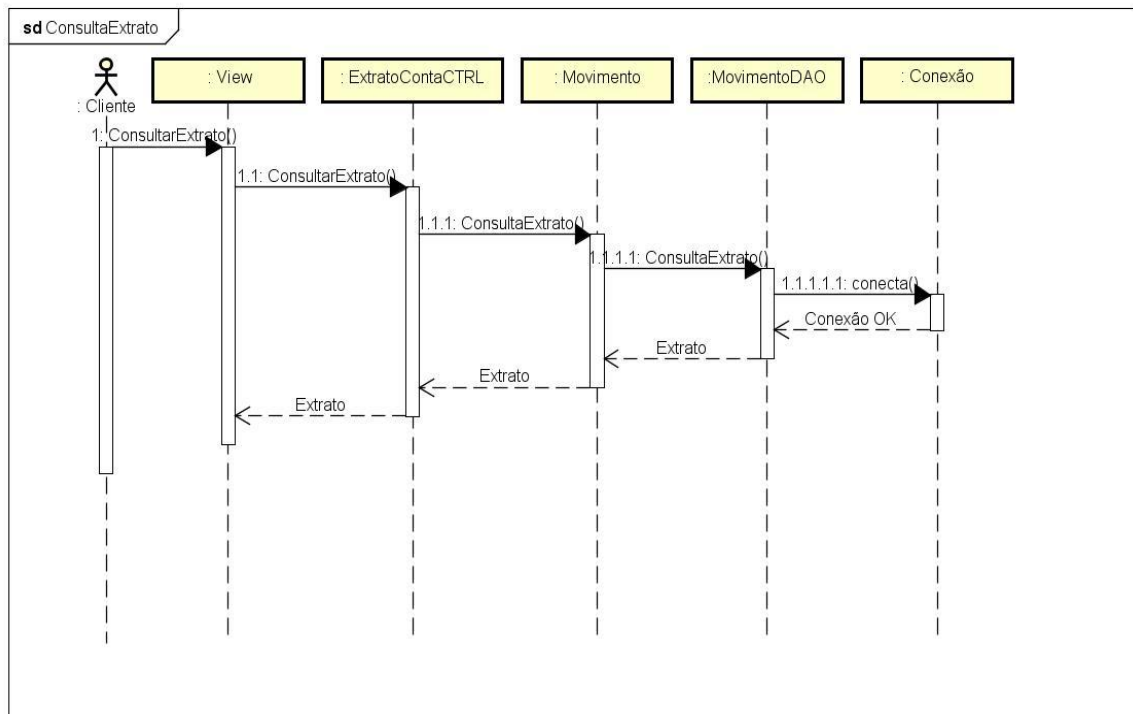 sd ConsultaExtrato
: Cliente
: View
: ExtratoContaCTRL
: Movimento
:MovimentoDAO
: Conexão
1: ConsultarExtrato()
1.1: ConsultarExtrato()
1.1.1: ConsultaExtrato()
1.1.1.1: ConsultaExtrato()
1.1.1.1.1: conecta()
Conexão OK
Extrato
Extrato
Extrato